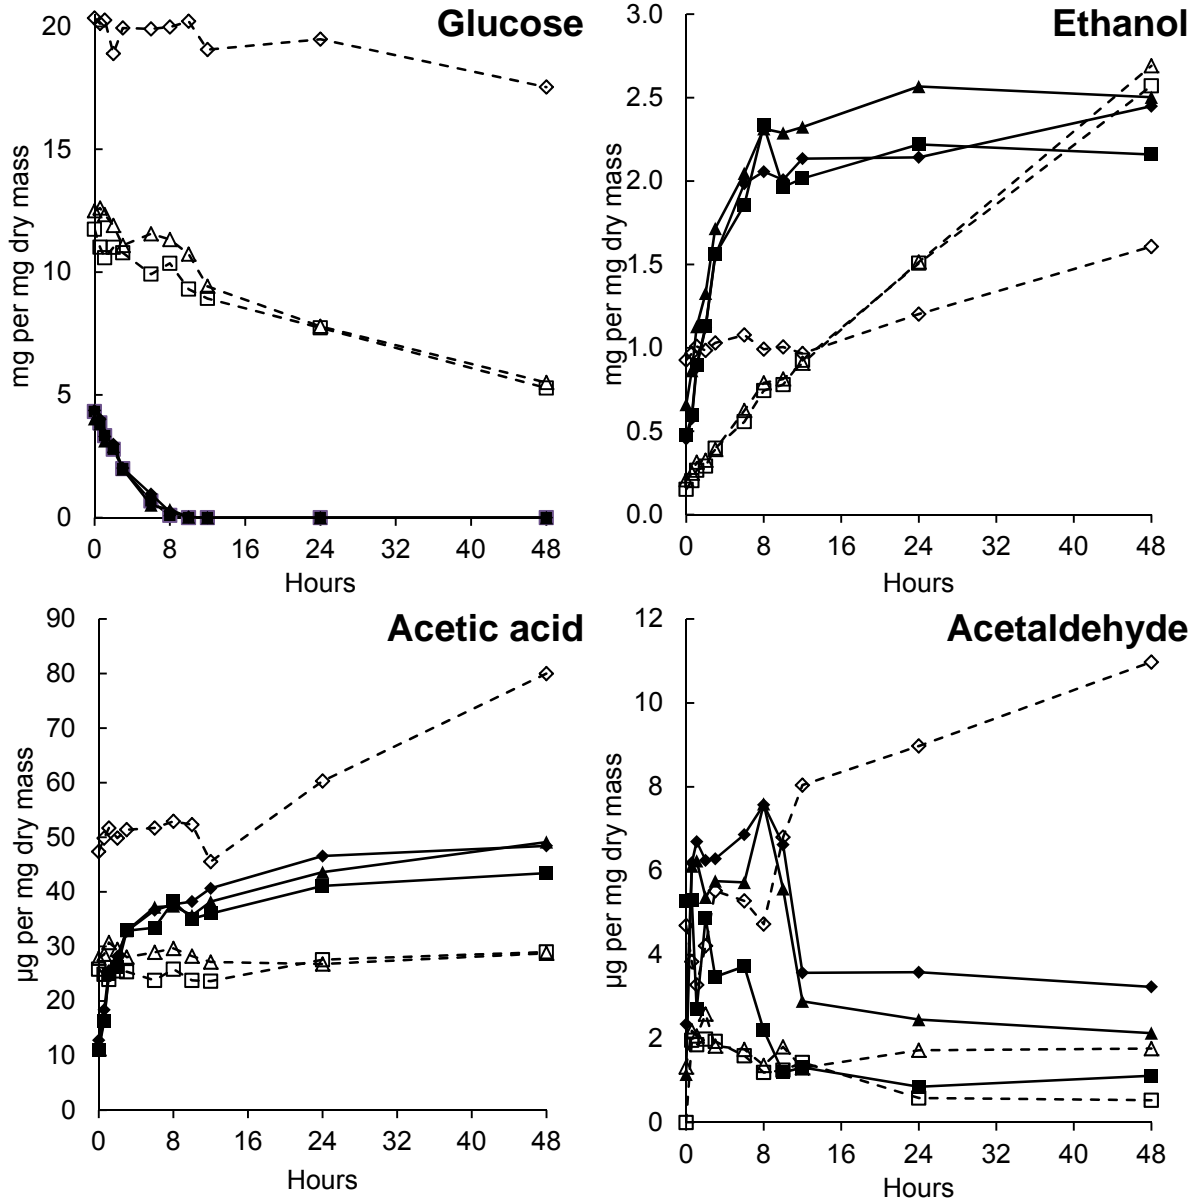 Glucose
mg per mg dry mass
20
15
10
5
0
0 8 16 24 32 40 48
Hours
Ethanol
mg per mg dry mass
3.0
2.5
2.0
1.5
1.0
0.5
0.0
0 8 16 24 32 40 48
Hours
Acetic acid
µg per mg dry mass
90
80
70
60
50
40
30
20
10
0
0 8 16 24 32 40 48
Hours
Acetaldehyde
µg per mg dry mass
12
10
8
6
4
2
0
0 8 16 24 32 40 48
Hours